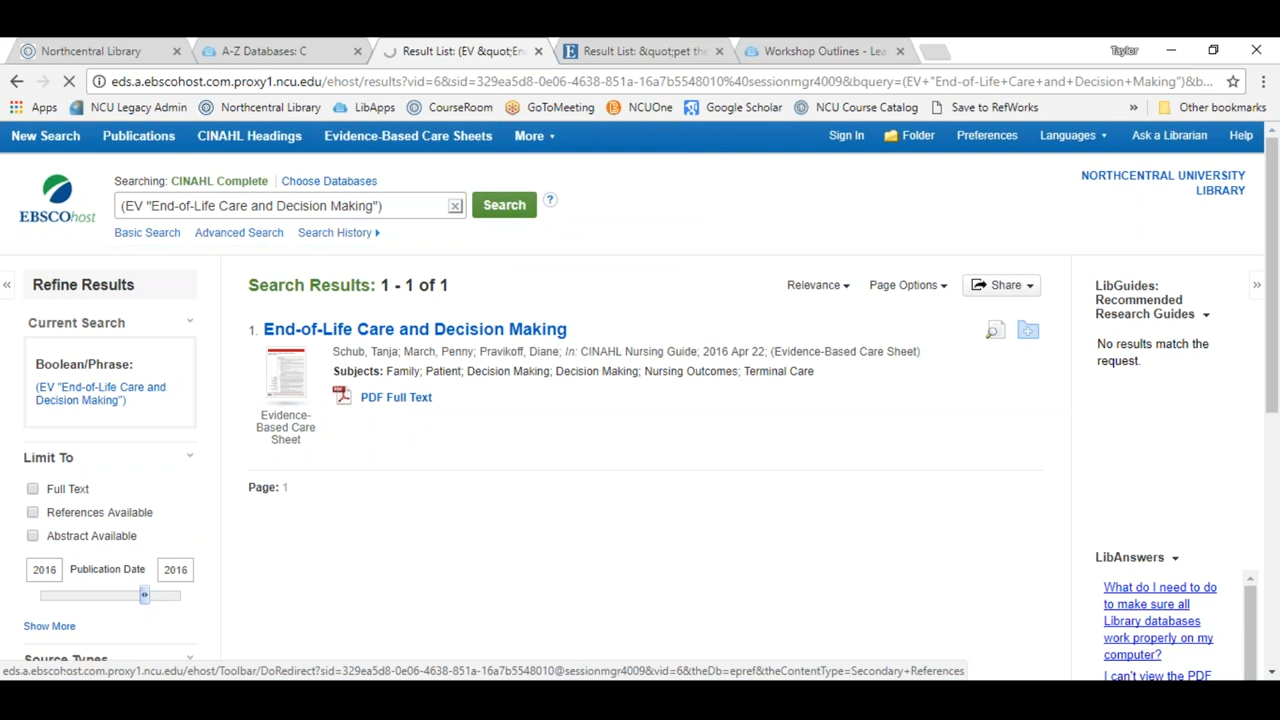 Northcentral Library
A-Z Databases: C
Result List: (EV &quot;En
Result List: &quot;pet the
Workshop Outlines - Lea
Taylor
eds.a.ebscohost.com.proxy1.ncu.edu/ehost/results?vid=6&sid=329ea5d8-0e06-4638-851a-16a7b5548010%40sessionmgr4009&bquery=(EV+"End-of-Life+Care+and+Decision+Making")&b...
Apps NCU Legacy Admin Northcentral Library LibApps CourseRoom GoToMeeting NCUOne Google Scholar NCU Course Catalog Save to RefWorks » Other bookmarks
New Search Publications CINAHL Headings Evidence-Based Care Sheets More Sign In Folder Preferences Languages Ask a Librarian Help
Searching: CINAHL Complete Choose Databases
(EV "End-of-Life Care and Decision Making")
Search
?
Basic Search Advanced Search Search History
EBSCOhost
NORTHCENTRAL UNIVERSITY
LIBRARY
«
Refine Results
Current Search
Boolean/Phrase:
(EV "End-of-Life Care and
Decision Making")
Limit To
Full Text
References Available
Abstract Available
2016 Publication Date 2016
Show More
Source Types
Search Results: 1 - 1 of 1
Relevance Page Options Share
1. End-of-Life Care and Decision Making
Schub, Tanja; March, Penny; Pravikoff, Diane; In: CINAHL Nursing Guide; 2016 Apr 22; (Evidence-Based Care Sheet)
Subjects: Family; Patient; Decision Making; Decision Making; Nursing Outcomes; Terminal Care
PDF Full Text
Evidence-
Based Care
Sheet
Page: 1
»
LibGuides:
Recommended
Research Guides
No results match the
request.
LibAnswers
What do I need to do
to make sure all
Library databases
work properly on my
computer?
I can't view the PDF
eds.a.ebscohost.com.proxy1.ncu.edu/ehost/Toolbar/DoRedirect?sid=329ea5d8-0e06-4638-851a-16a7b5548010@sessionmgr4009&vid=6&theDb=epref&theContentType=Secondary+References